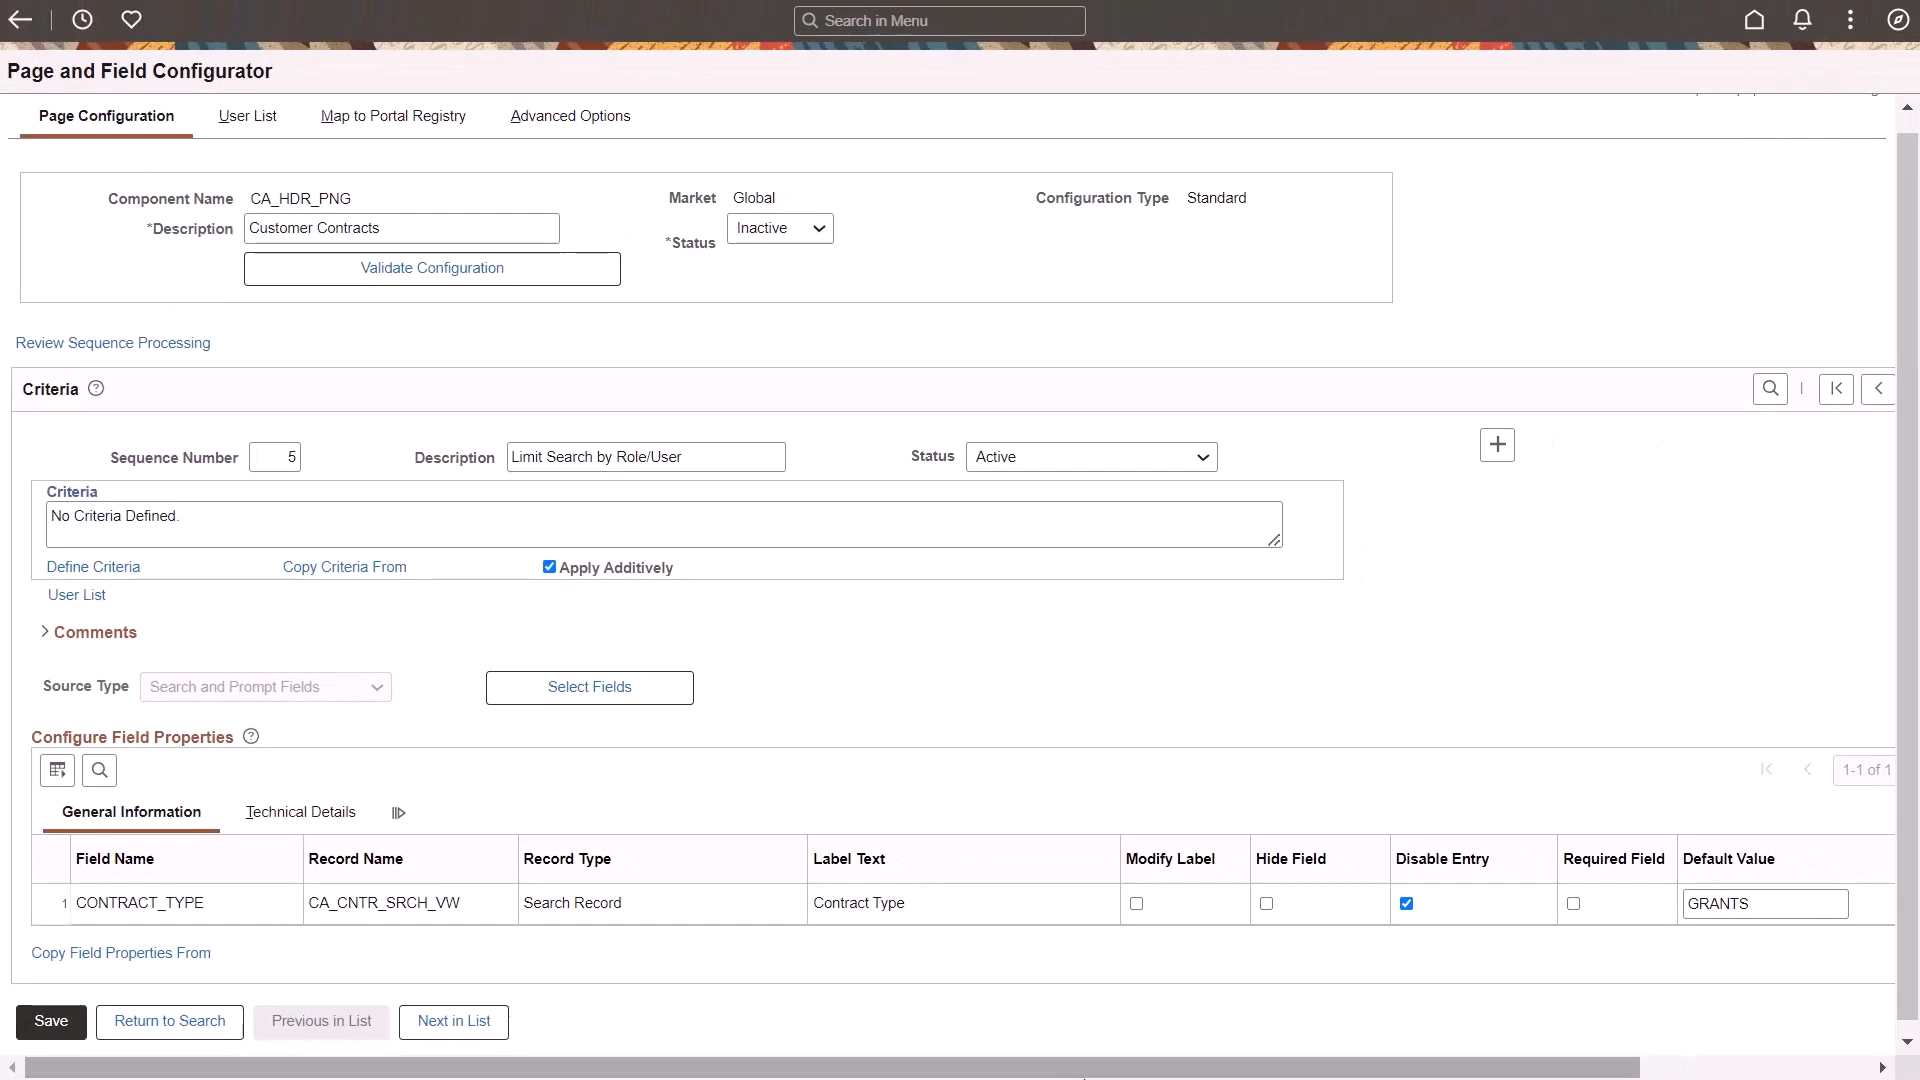 Search in Menu
Page and Field Configurator
Page Configuration User List Map to Portal Registry Advanced Options
Component Name CA_HDR_PNG Market Global Configuration Type Standard
*Description Customer Contracts *Status Inactive
Validate Configuration
Review Sequence Processing
Criteria
Sequence Number 5 Description Limit Search by Role/User Status Active
Criteria
No Criteria Defined.
Define Criteria Copy Criteria From Apply Additively
User List
Comments
Source Type Search and Prompt Fields Select Fields
Configure Field Properties
1-1 of 1
General Information Technical Details
Field Name Record Name Record Type Label Text Modify Label Hide Field Disable Entry Required Field Default Value
1 CONTRACT_TYPE CA_CNTR_SRCH_VW Search Record Contract Type GRANTS
Copy Field Properties From
Save Return to Search Previous in List Next in List